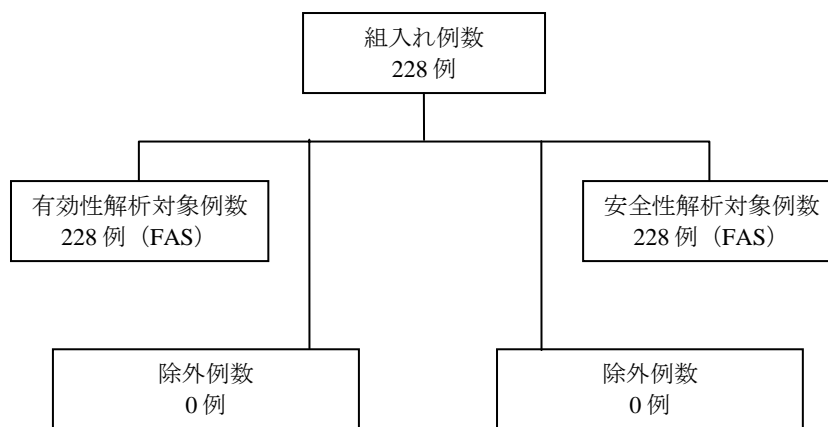 組入れ例数
228 例
有効性解析対象例数
228 例（FAS）
安全性解析対象例数
228 例（FAS）
除外例数
0 例
除外例数
0 例